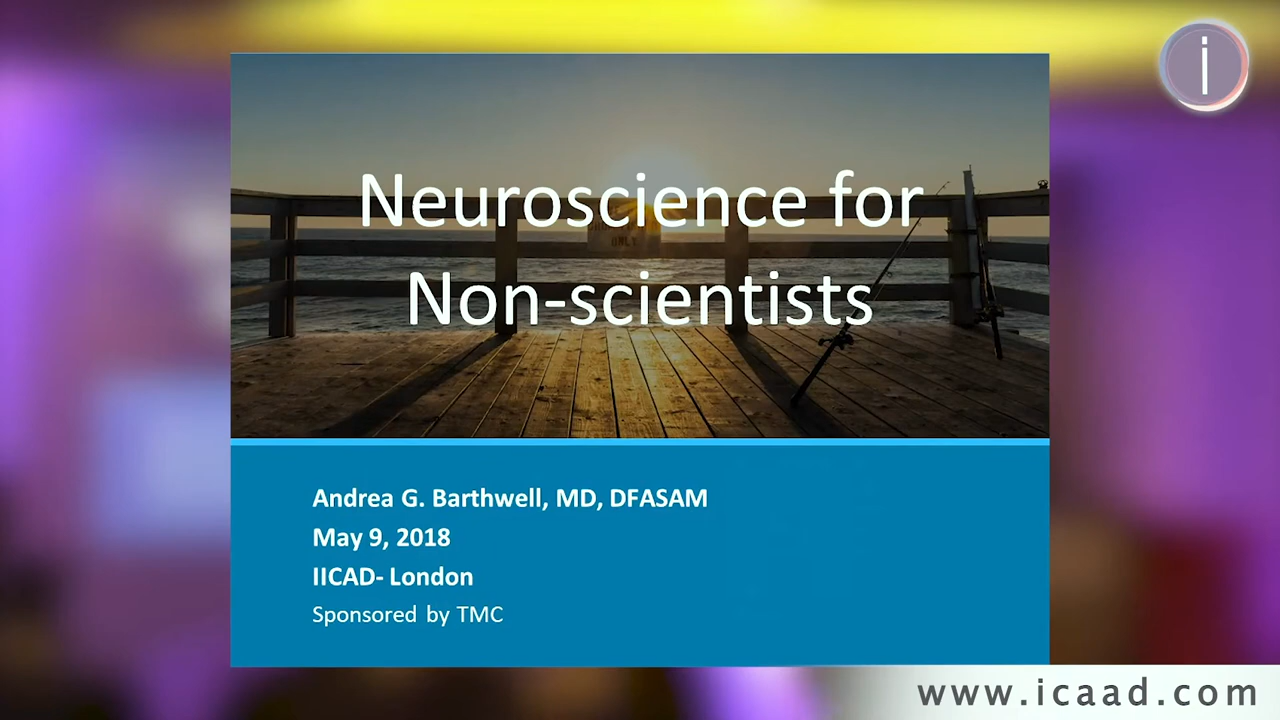 i
Neuroscience for
Non-scientists
ONLY
Andrea G. Barthwell, MD, DFASAM
May 9, 2018
IICAD- London
Sponsored by TMC
www.icaad.com